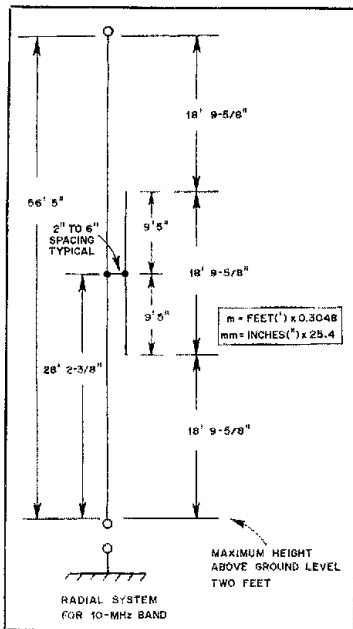 18' 9-5/8"
56' 5"
2" TO 6"
SPACING
TYPICAL
9' 5"
18' 9-5/8"
9' 5"
m = FEET(') x 0.3048
mm = INCHES(") x 25.4
28' 2-3/8"
18' 9-5/8"
MAXIMUM HEIGHT
ABOVE GROUND LEVEL
TWO FEET
RADIAL SYSTEM
FOR 10-MHz BAND